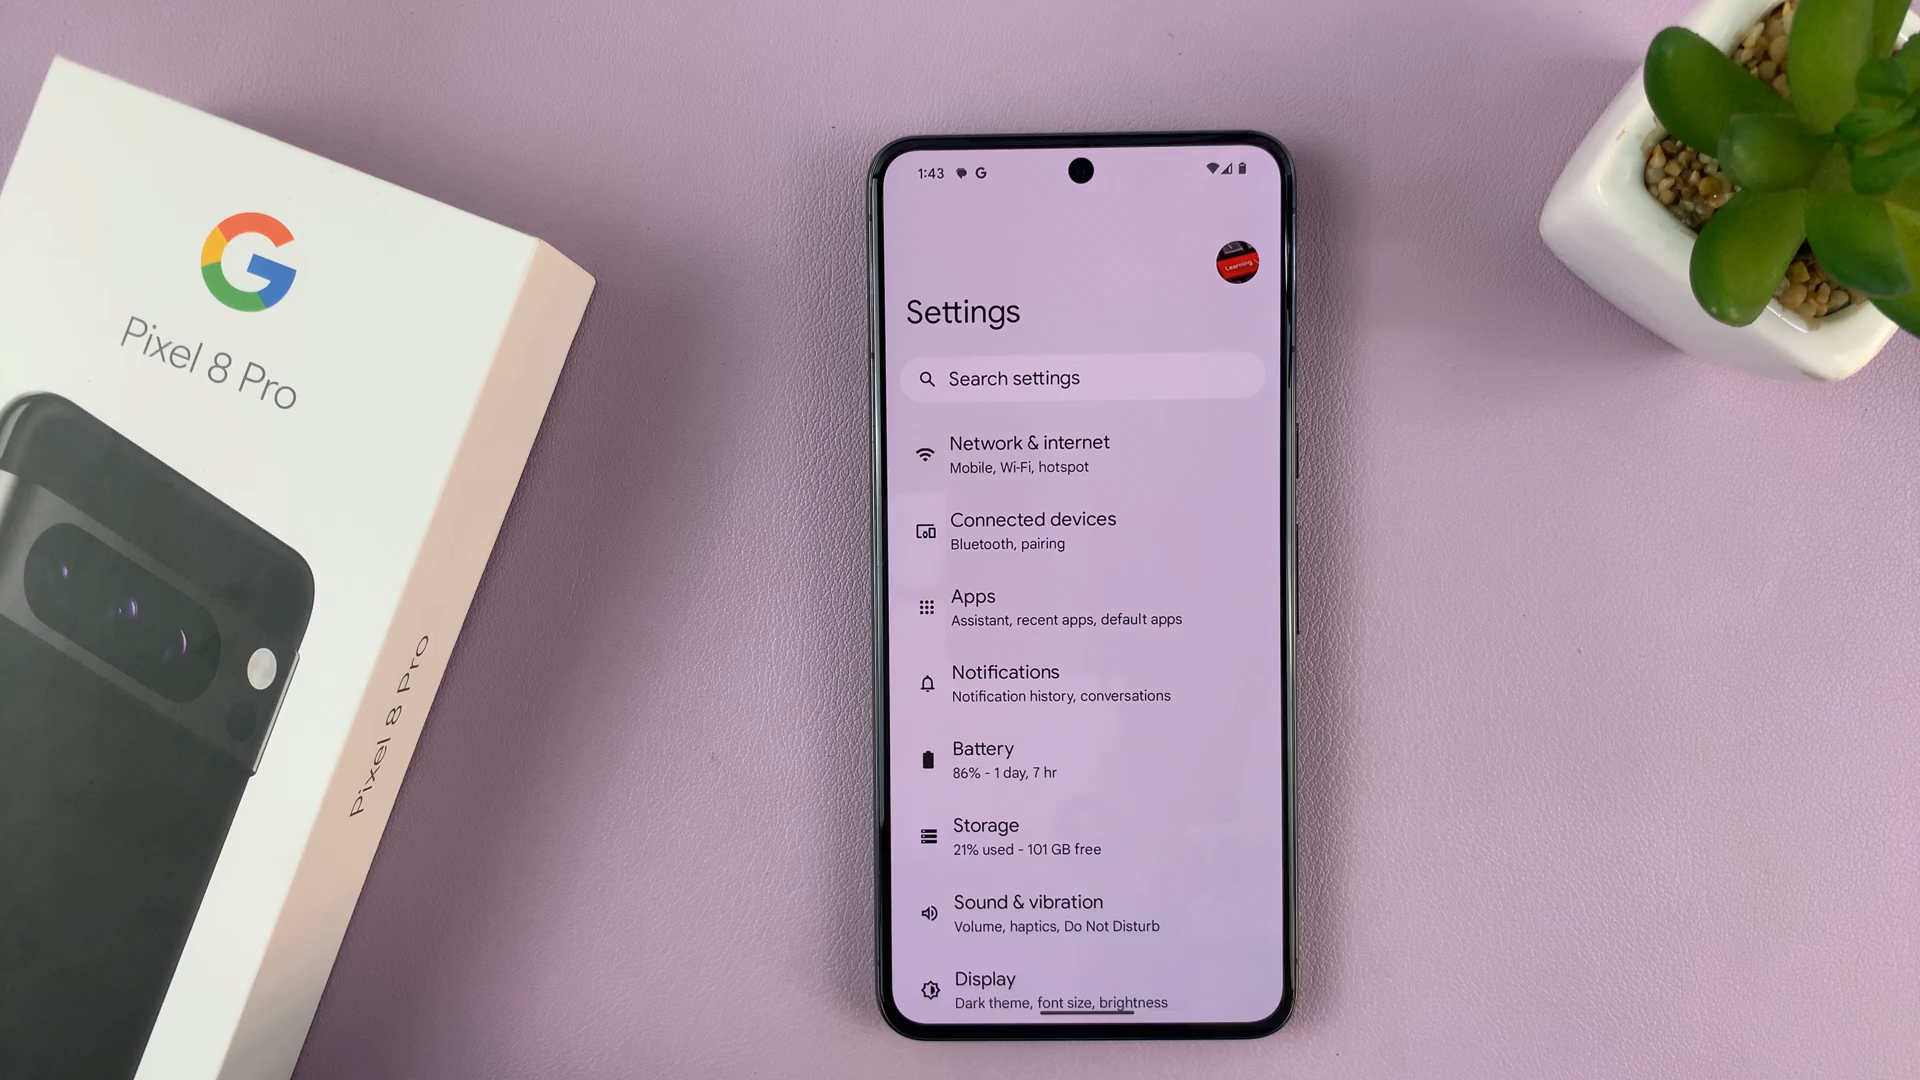 Pixel 8 Pro
Pixel 8 Pro
1:43 G
Learning
Settings
Search settings
Network & internet
Mobile, Wi-Fi, hotspot
Connected devices
Bluetooth, pairing
Apps
Assistant, recent apps, default apps
Notifications
Notification history, conversations
Battery
86% - 1 day, 7 hr
Storage
21% used - 101 GB free
Sound & vibration
Volume, haptics, Do Not Disturb
Display
Dark theme, font size, brightness